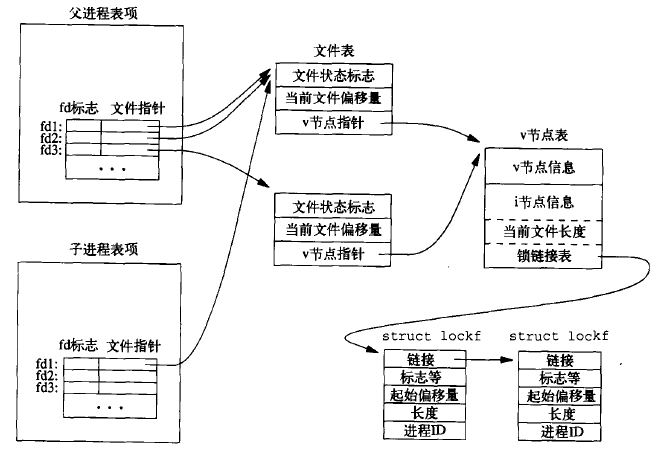 父进程表项
fd标志 文件指针
fd1:
fd2:
fd3:
...
子进程表项
fd标志 文件指针
fd1:
fd2:
fd3:
...
文件表
文件状态标志
当前文件偏移量
v节点指针
文件状态标志
当前文件偏移量
v节点指针
v节点表
v节点信息
i节点信息
当前文件长度
锁链接表
struct lockf
链接
标志等
起始偏移量
长度
进程ID
struct lockf
链接
标志等
起始偏移量
长度
进程ID